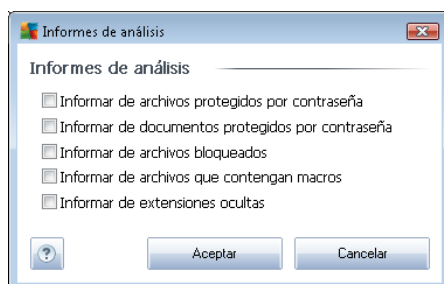 Informes de análisis
Informes de análisis
Informar de archivos protegidos por contraseña
Informar de documentos protegidos por contraseña
Informar de archivos bloqueados
Informar de archivos que contengan macros
Informar de extensiones ocultas
? Aceptar Cancelar